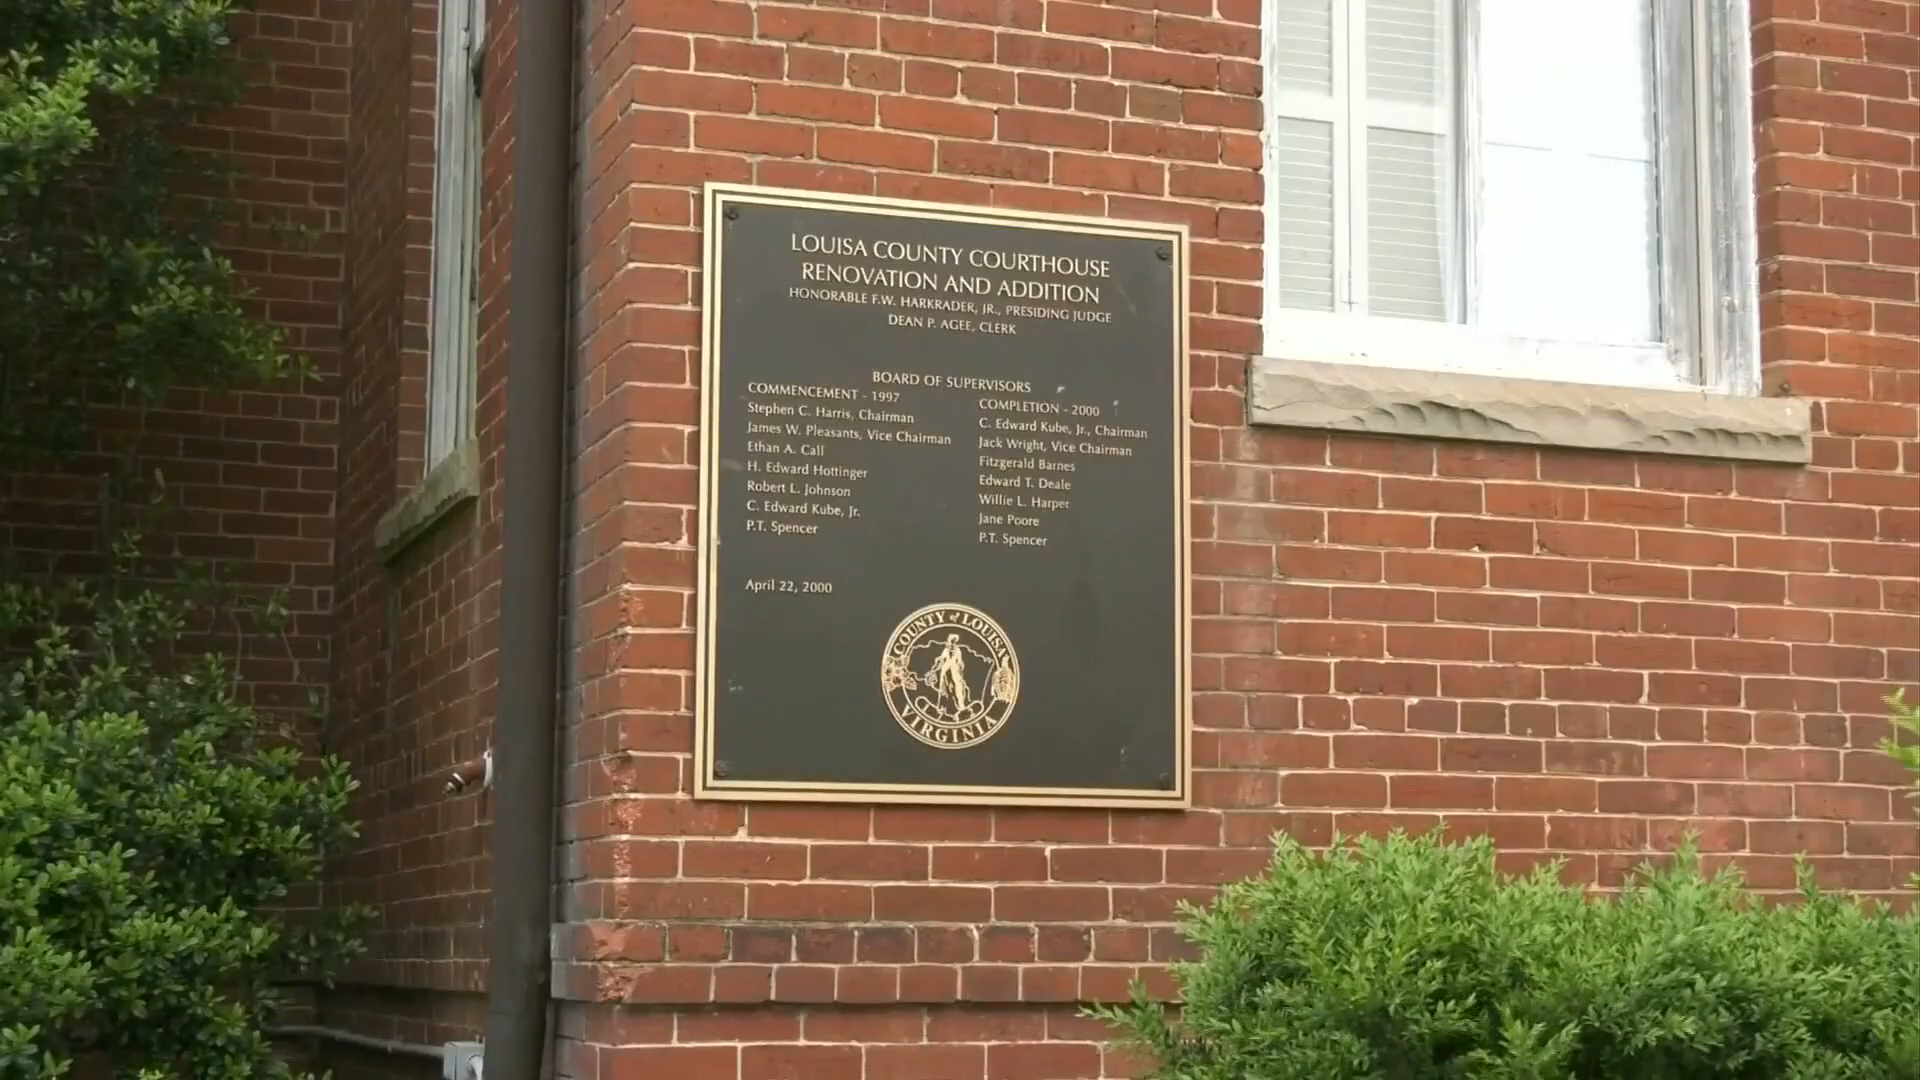 LOUISA COUNTY COURTHOUSE
RENOVATION AND ADDITION
HONORABLE F.W. HARKRADER, JR., PRESIDING JUDGE
DEAN P. AGEE, CLERK
BOARD OF SUPERVISORS
COMMENCEMENT - 1997
Stephen C. Harris, Chairman
James W. Pleasants, Vice Chairman
Ethan A. Call
H. Edward Hottinger
Robert L. Johnson
C. Edward Kube, Jr.
P.T. Spencer
COMPLETION - 2000
C. Edward Kube, Jr., Chairman
Jack Wright, Vice Chairman
Fitzgerald Barnes
Edward T. Deale
Willie L. Harper
Jane Poore
P.T. Spencer
April 22, 2000
COUNTY of LOUISA
VIRGINIA